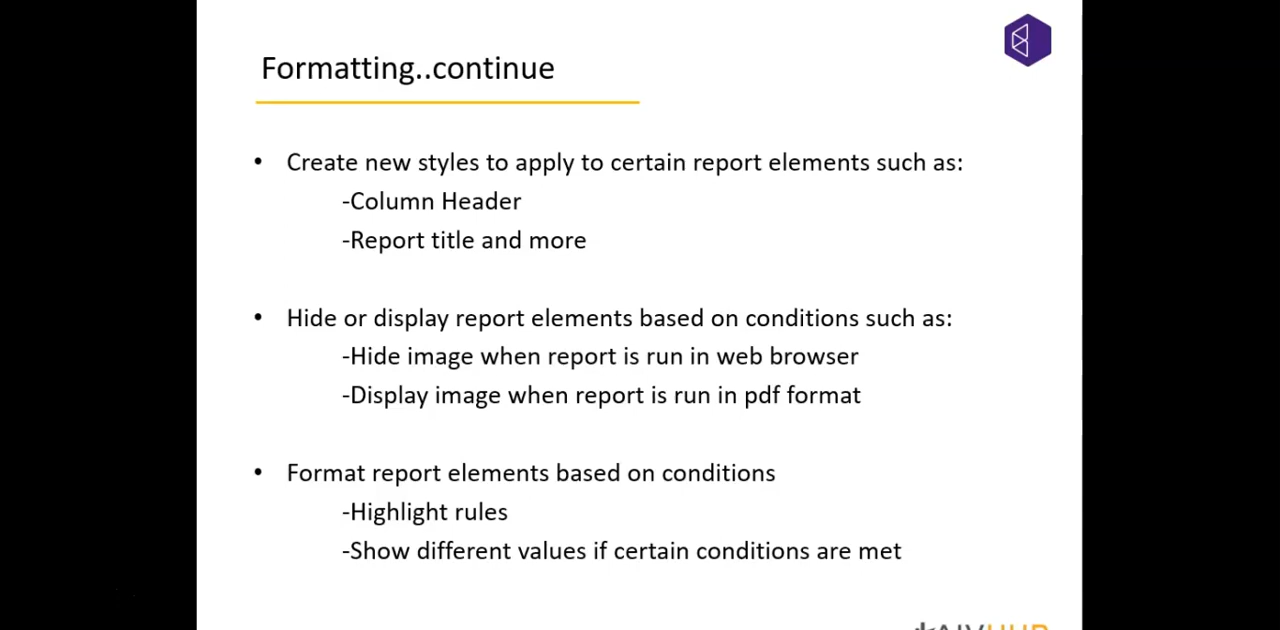 Formatting..continue
• Create new styles to apply to certain report elements such as:
-Column Header
-Report title and more
• Hide or display report elements based on conditions such as:
-Hide image when report is run in web browser
-Display image when report is run in pdf format
• Format report elements based on conditions
-Highlight rules
-Show different values if certain conditions are met